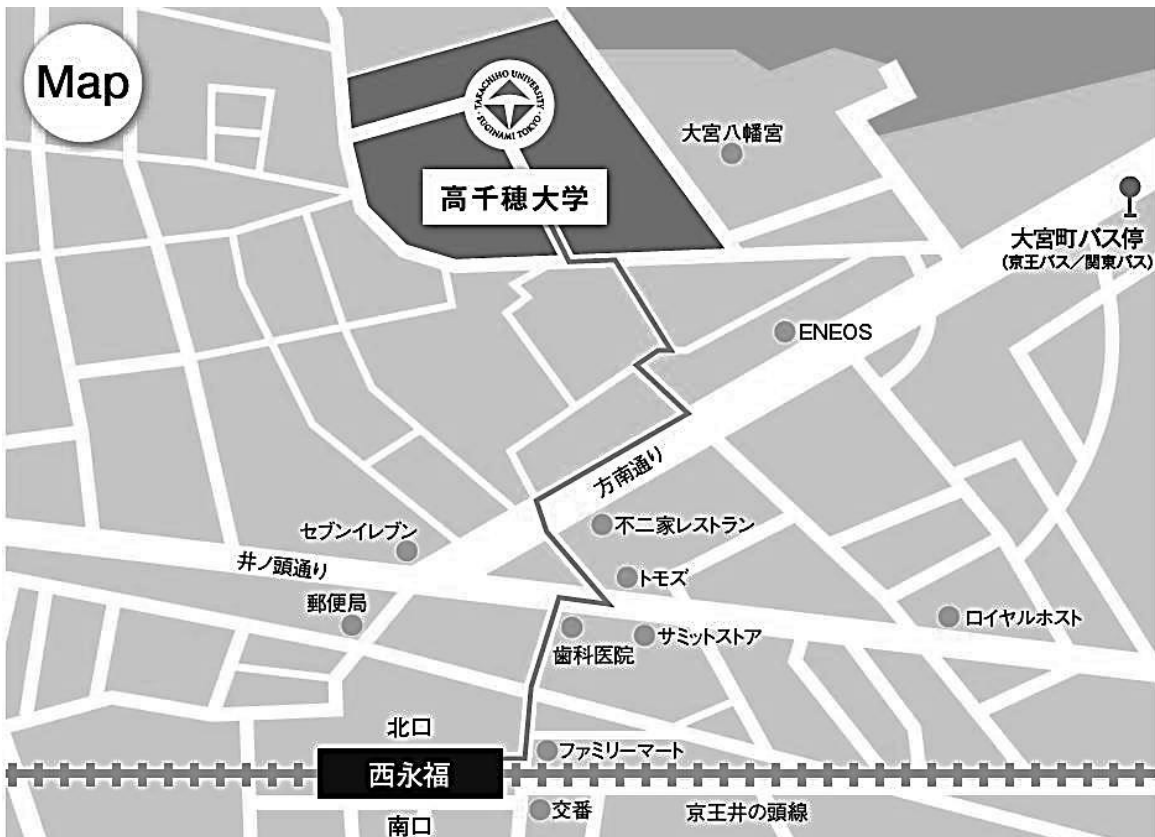 Map
TAKACHIHO UNIVERSITY
・SUGINAMI TOKYO・
高千穂大学
大宮八幡宮
大宮町バス停
(京王バス／関東バス)
ENEOS
方南通り
セブンイレブン
不二家レストラン
井ノ頭通り
トモズ
郵便局
歯科医院
サミットストア
ロイヤルホスト
北口
ファミリーマート
西永福
交番
京王井の頭線
南口